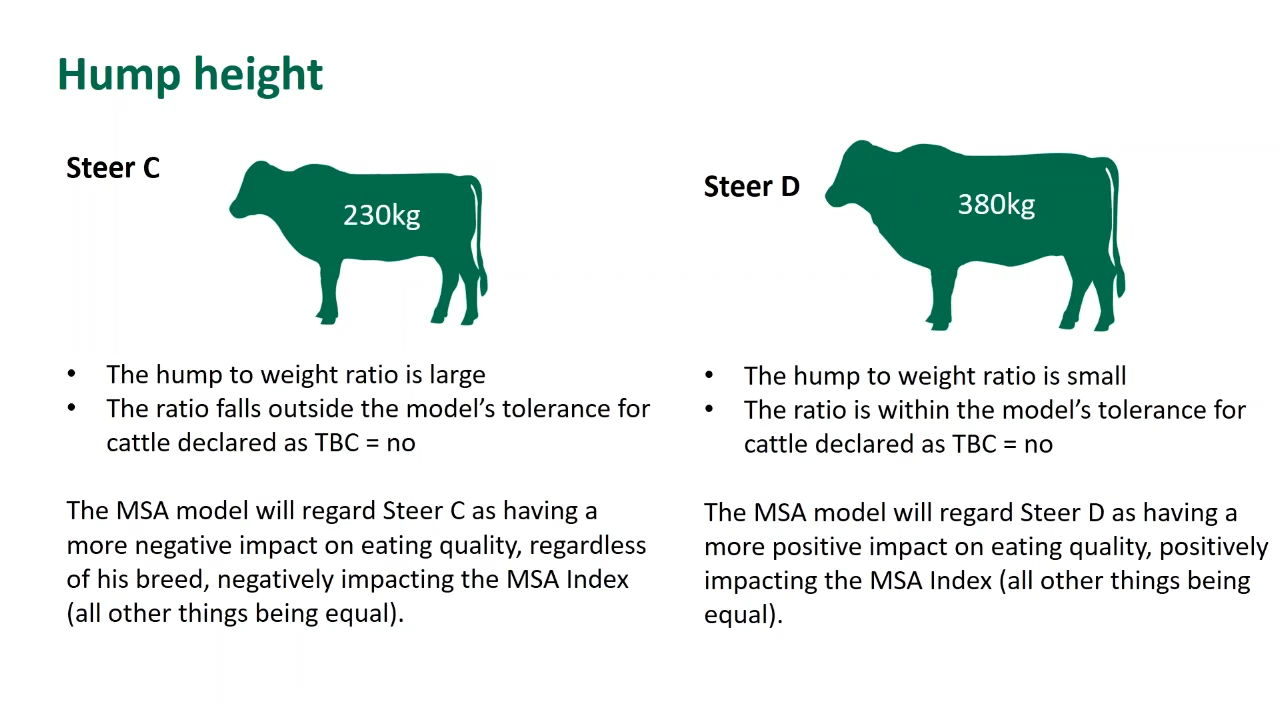 Hump height
Steer C
230kg
• The hump to weight ratio is large
• The ratio falls outside the model’s tolerance for
cattle declared as TBC = no
The MSA model will regard Steer C as having a
more negative impact on eating quality, regardless
of his breed, negatively impacting the MSA Index
(all other things being equal).
Steer D
380kg
• The hump to weight ratio is small
• The ratio is within the model’s tolerance for
cattle declared as TBC = no
The MSA model will regard Steer D as having a
more positive impact on eating quality, positively
impacting the MSA Index (all other things being
equal).